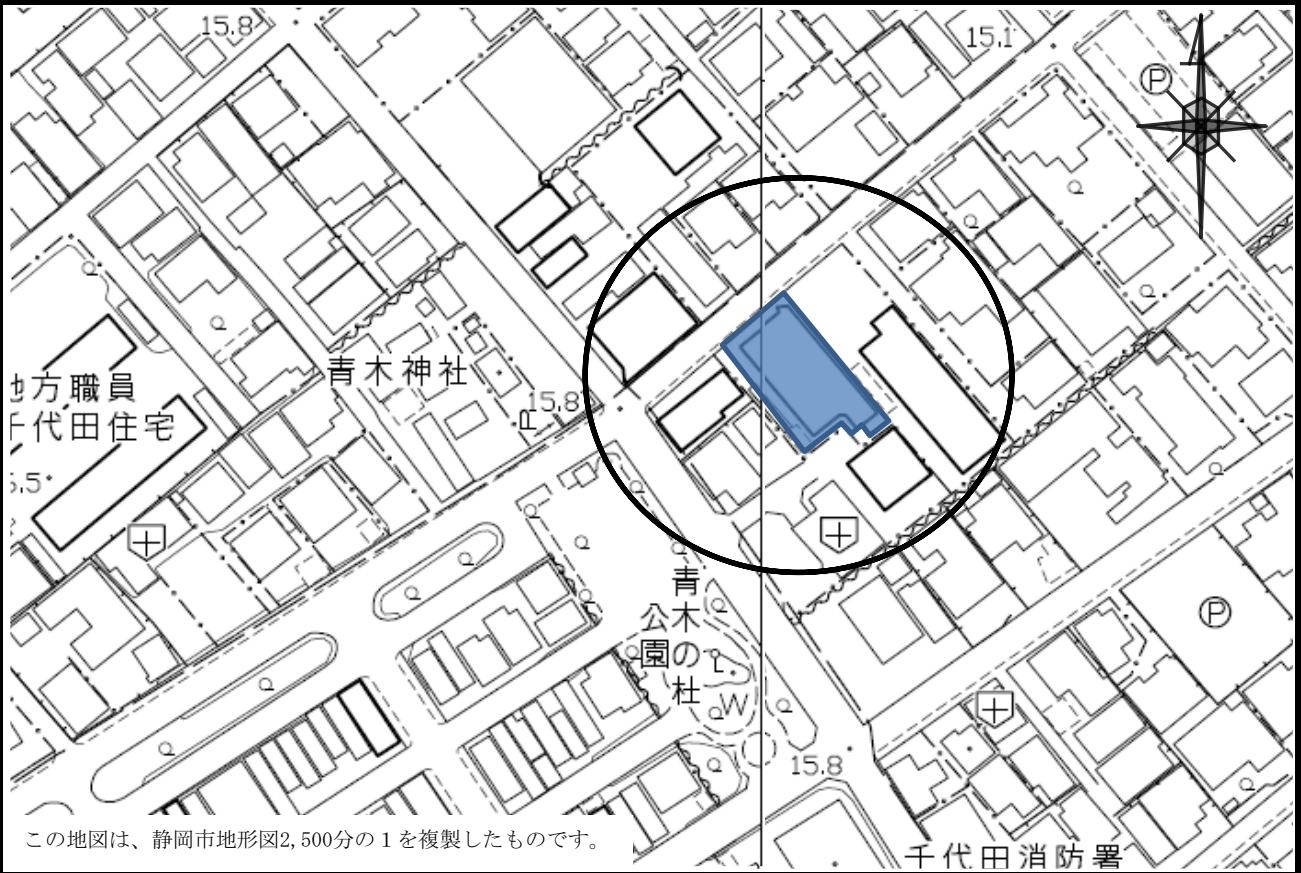 15.8
15.1
P
青木神社
15.8
地方職員
千代田住宅
5.5
青木の杜
公園
P
W
15.8
千代田消防署
この地図は、静岡市地形図2,500分の1を複製したものです。